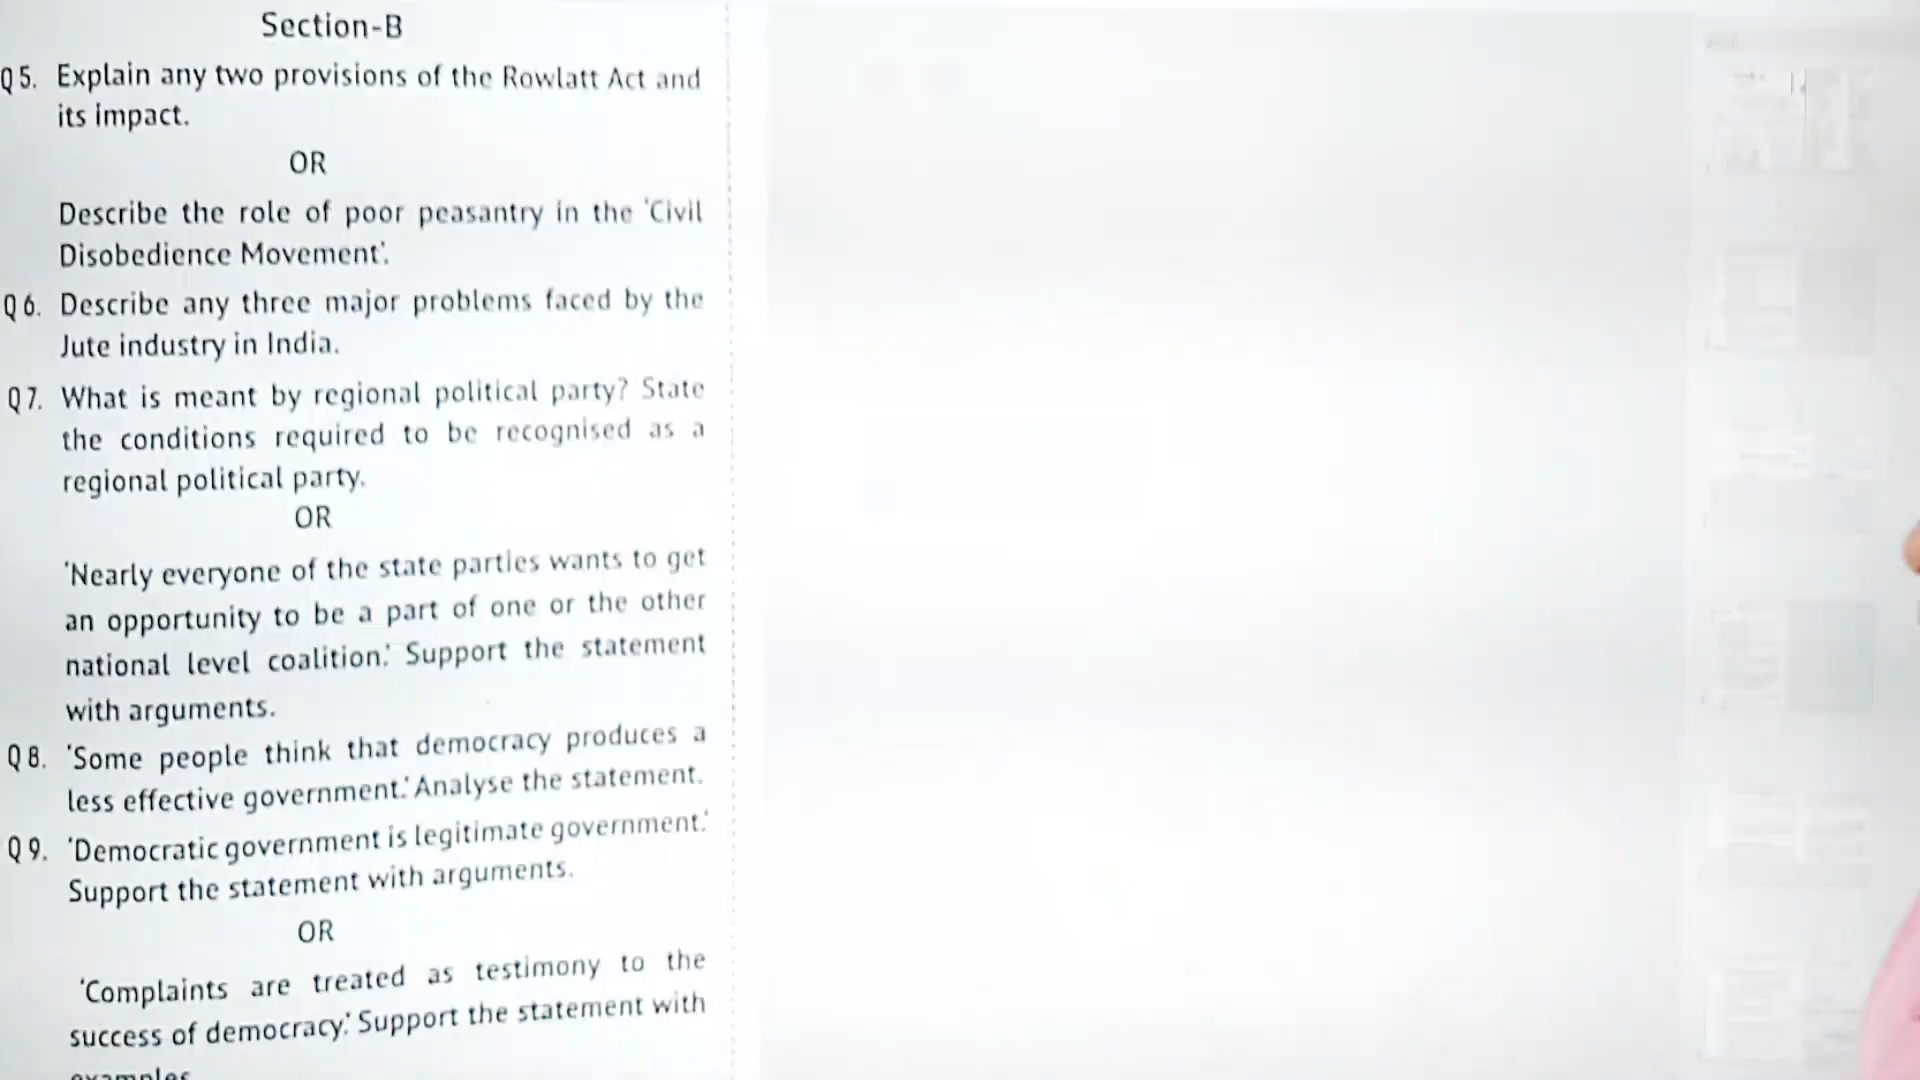 Section-B
Q 5. Explain any two provisions of the Rowlatt Act and
its impact.
OR
Describe the role of poor peasantry in the 'Civil
Disobedience Movement'.
Q 6. Describe any three major problems faced by the
Jute industry in India.
Q 7. What is meant by regional political party? State
the conditions required to be recognised as a
regional political party.
OR
'Nearly everyone of the state parties wants to get
an opportunity to be a part of one or the other
national level coalition.' Support the statement
with arguments.
Q 8. 'Some people think that democracy produces a
less effective government.' Analyse the statement.
Q 9. 'Democratic government is legitimate government.'
Support the statement with arguments.
OR
'Complaints are treated as testimony to the
success of democracy.' Support the statement with
examples